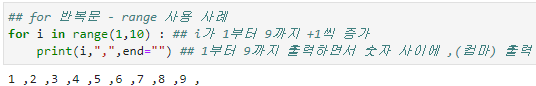 ## for 반복문 - range 사용 사례
for i in range(1,10) : ## i가 1부터 9까지 +1씩 증가
    print(i,",",end="") ## 1부터 9까지 출력하면서 숫자 사이에 ,(컴마) 출력
1 ,2 ,3 ,4 ,5 ,6 ,7 ,8 ,9 ,